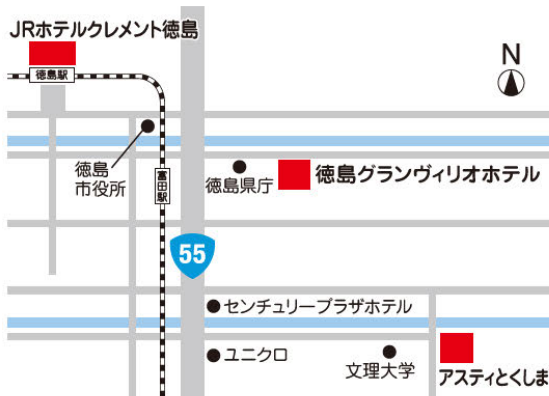 JRホテルクレメント徳島
徳島駅
N
徳島
市役所
富田駅
徳島県庁
徳島グランヴィリオホテル
55
センチュリープラザホテル
ユニクロ
文理大学
アスティとくしま